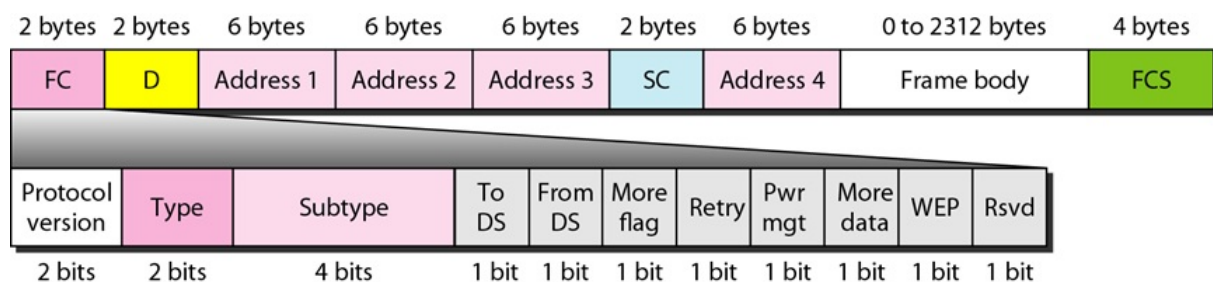 2 bytes 2 bytes 6 bytes 6 bytes 6 bytes 2 bytes 6 bytes 0 to 2312 bytes 4 bytes
FC D Address 1 Address 2 Address 3 SC Address 4 Frame body FCS
Protocol version Type Subtype To DS From DS More flag Retry Pwr mgt More data WEP Rsvd
2 bits 2 bits 4 bits 1 bit 1 bit 1 bit 1 bit 1 bit 1 bit 1 bit 1 bit